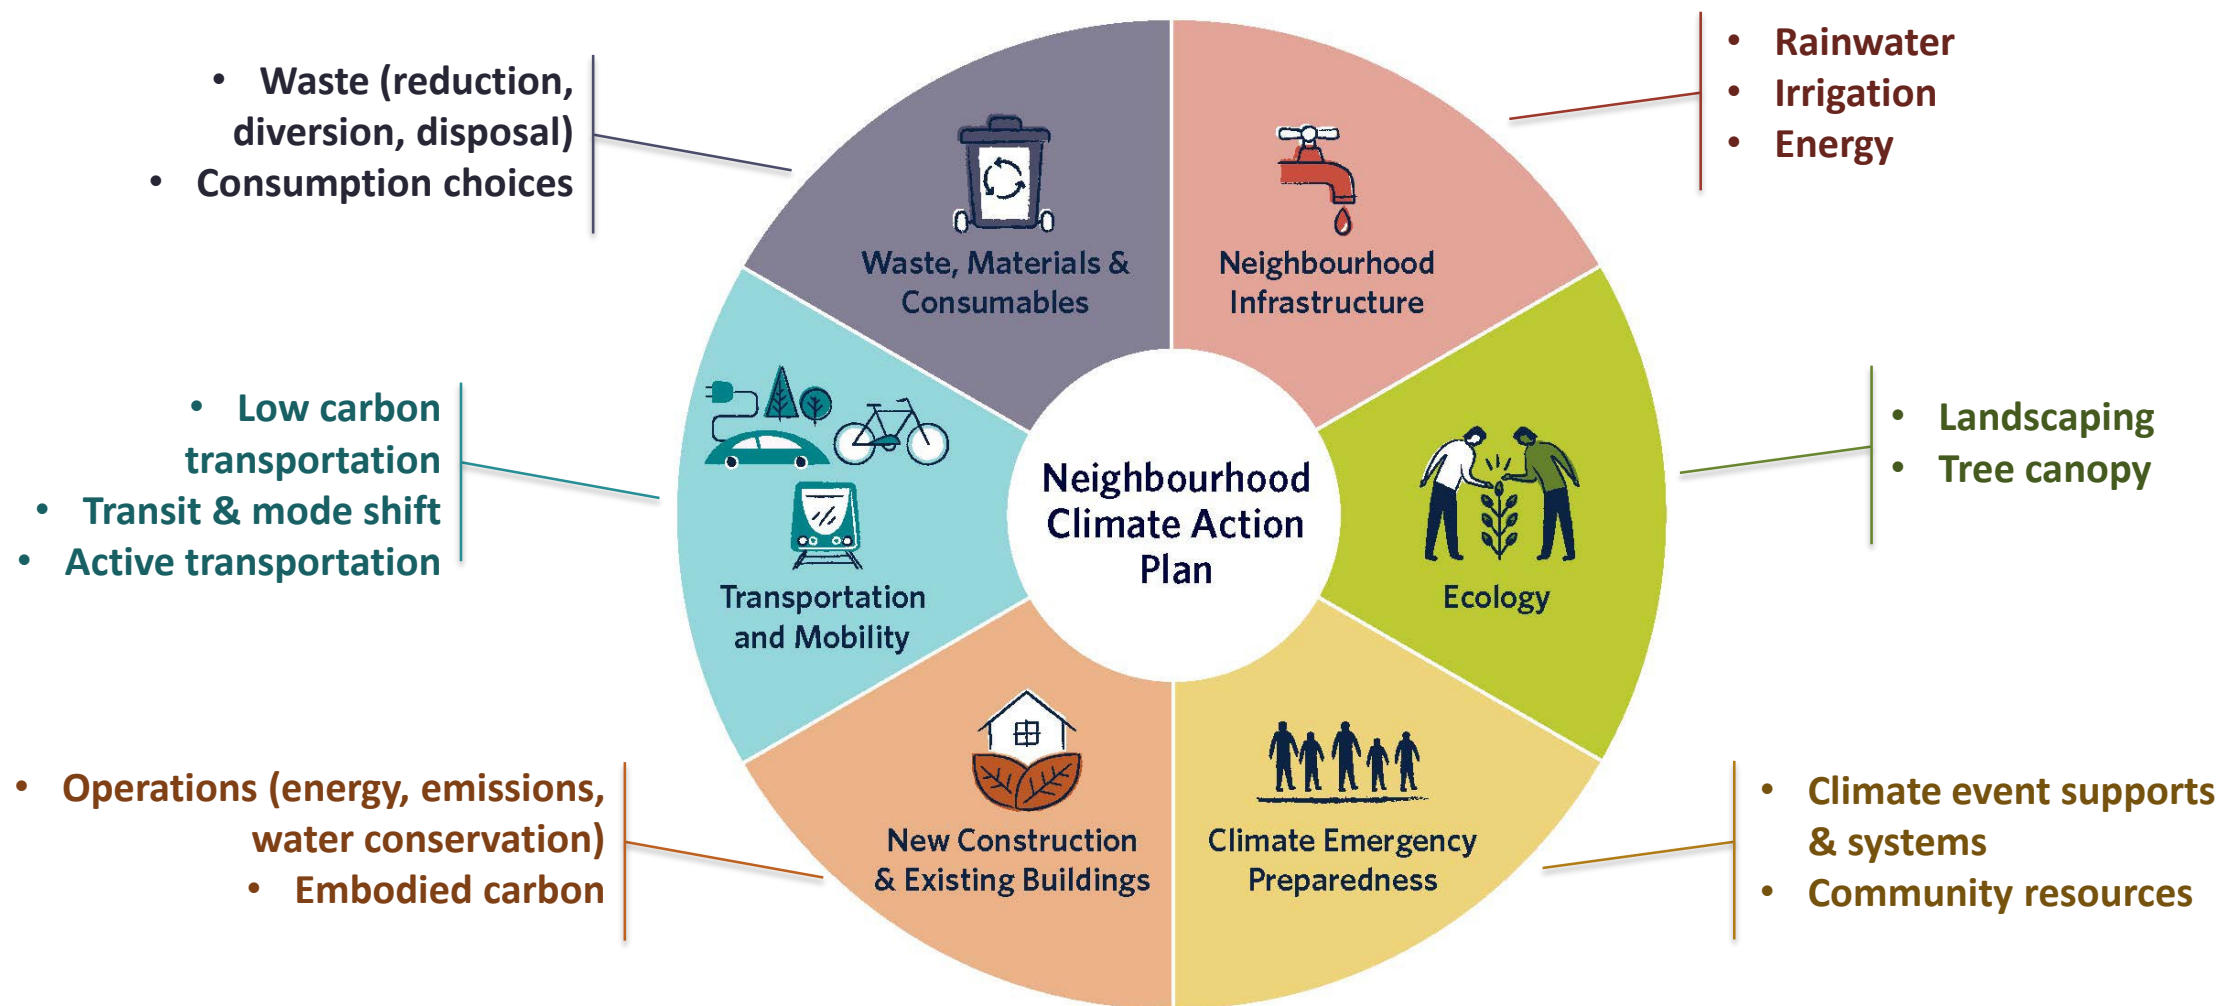 • Waste (reduction,
diversion, disposal)
• Consumption choices
Waste, Materials &
Consumables
Neighbourhood
Infrastructure
• Rainwater
• Irrigation
• Energy
• Low carbon
transportation
• Transit & mode shift
• Active transportation
Transportation
and Mobility
Neighbourhood
Climate Action
Plan
Ecology
• Landscaping
• Tree canopy
• Operations (energy, emissions,
water conservation)
• Embodied carbon
New Construction
& Existing Buildings
Climate Emergency
Preparedness
• Climate event supports
& systems
• Community resources